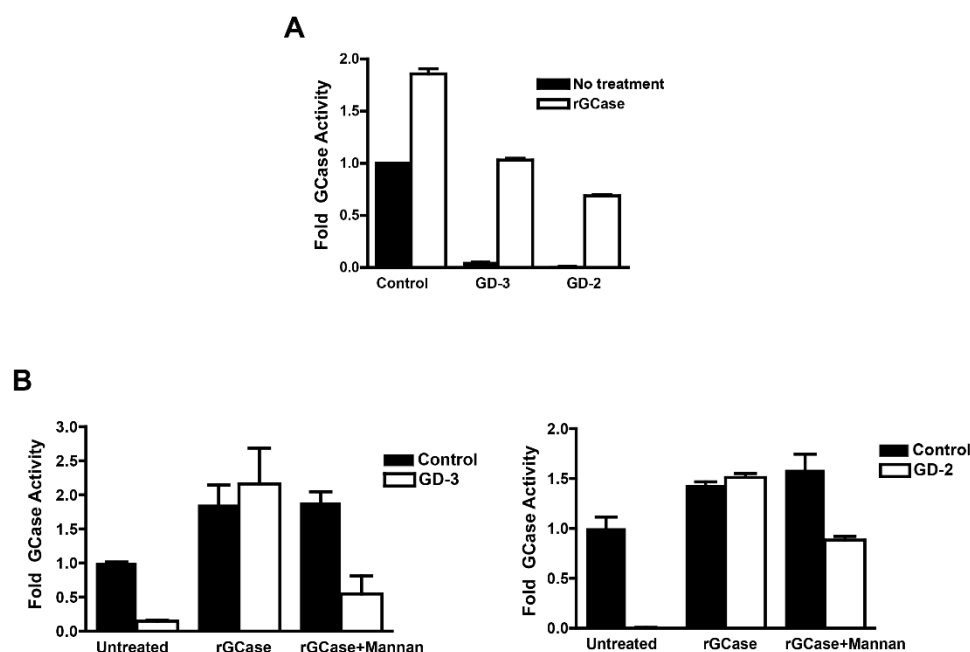 A
Fold GCase Activity
2.0
1.5
1.0
0.5
0.0
No treatment
rGCase
Control GD-3 GD-2
B
Fold GCase Activity
3.0
2.5
2.0
1.5
1.0
0.5
0.0
Control
GD-3
Untreated rGCase rGCase+Mannan
Fold GCase Activity
2.0
1.5
1.0
0.5
0.0
Control
GD-2
Untreated rGCase rGCase+Mannan